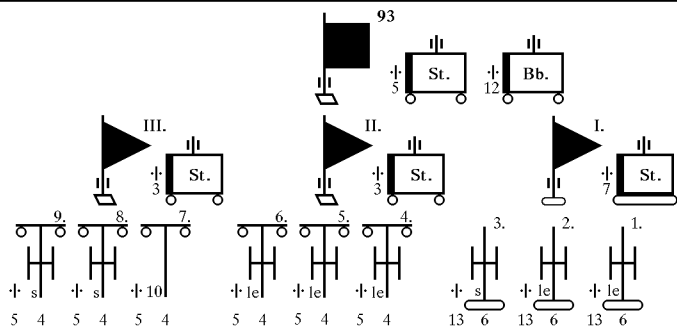 93
St.
5
Bb.
12
III.
St.
3
II.
St.
3
I.
St.
7
9. 8. 7. 6. 5. 4. 3. 2. 1.
s s 10 le le le s le le
5 4 5 4 5 4 5 4 5 4 5 4 13 6 13 6 13 6